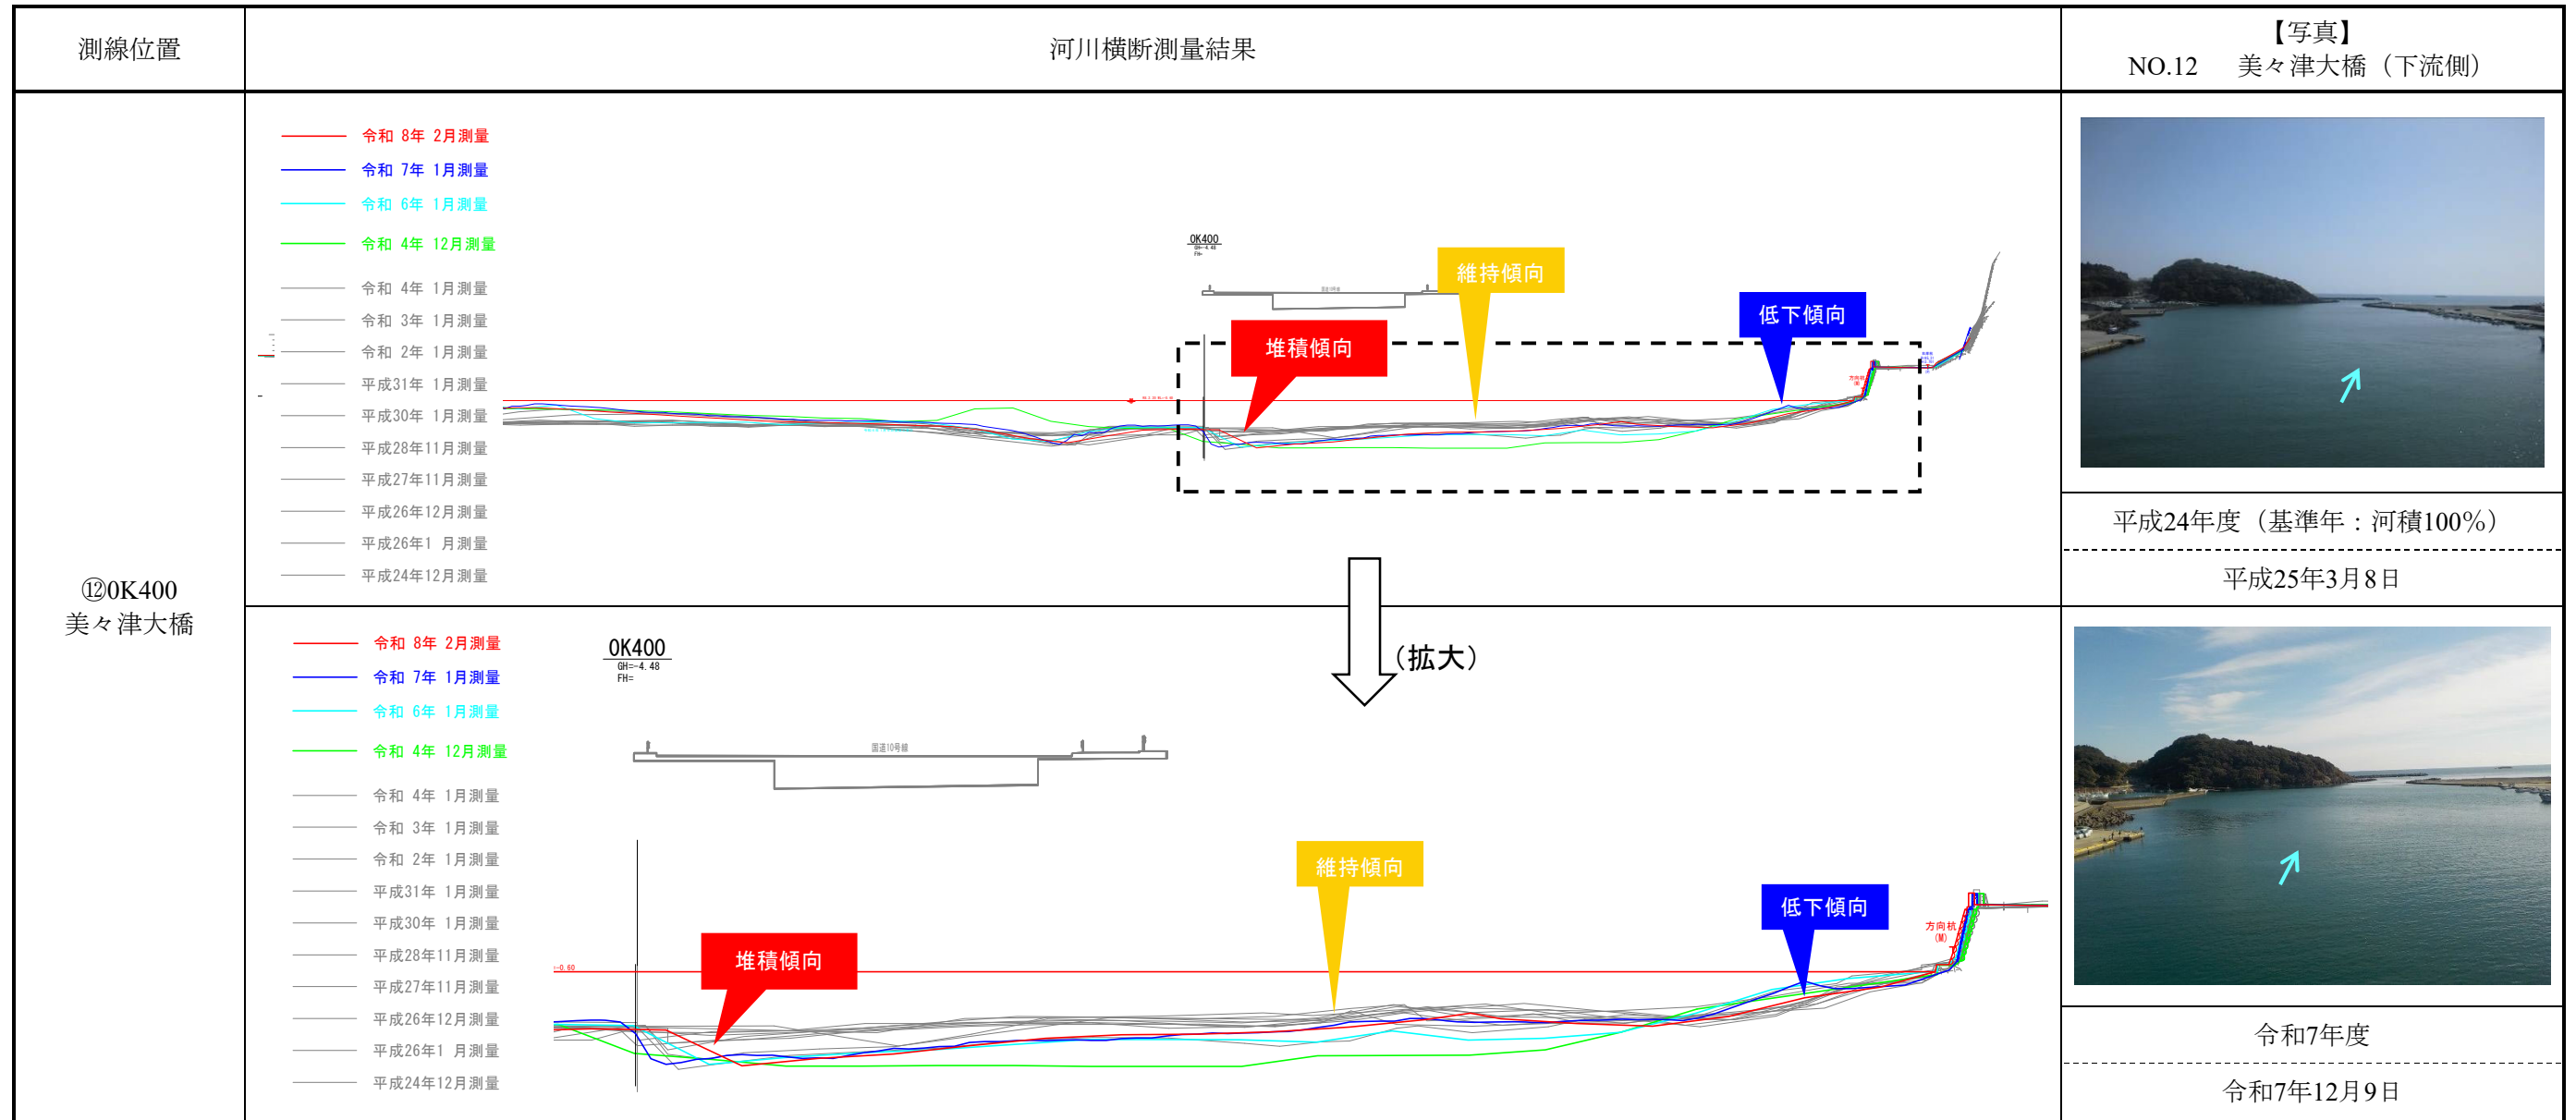 測線位置
河川横断測量結果
【写真】
NO.12 美々津大橋（下流側）
⑫0K400
美々津大橋
令和 8年 2月測量
令和 7年 1月測量
令和 6年 1月測量
令和 4年 12月測量
令和 4年 1月測量
令和 3年 1月測量
令和 2年 1月測量
平成31年 1月測量
平成30年 1月測量
平成28年11月測量
平成27年11月測量
平成26年12月測量
平成26年1 月測量
平成24年12月測量
0K400
GH=-4.48
FH=
国道10号線
堆積傾向
維持傾向
低下傾向
方向杭
(M)
平成24年度（基準年：河積100％）
平成25年3月8日
（拡大）
令和 8年 2月測量
令和 7年 1月測量
令和 6年 1月測量
令和 4年 12月測量
令和 4年 1月測量
令和 3年 1月測量
令和 2年 1月測量
平成31年 1月測量
平成30年 1月測量
平成28年11月測量
平成27年11月測量
平成26年12月測量
平成26年1 月測量
平成24年12月測量
0K400
GH=-4.48
FH=
国道10号線
堆積傾向
維持傾向
低下傾向
方向杭
(M)
令和7年度
令和7年12月9日